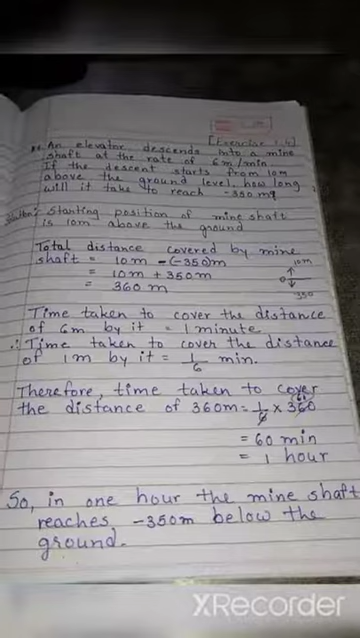 [Exercise 1.4]
An elevator descends into a mine
shaft at the rate of 6m/min
If the descent starts from 10m
above the ground level, how long
will it take to reach -350m?
Starting position of mine shaft
is 10m above the ground
Total distance covered by mine
shaft = 10m - (-350)m
= 10m + 350m
= 360m
10m
0
350
Time taken to cover the distance
of 6m by it = 1 minute.
∴ Time taken to cover the distance
of 1m by it = 1/6 min.
Therefore, time taken to cover
the distance of 360m = 1/6 × 360
= 60 min
= 1 hour
So, in one hour the mine shaft
reaches, -350m below the
ground.
XRecorder